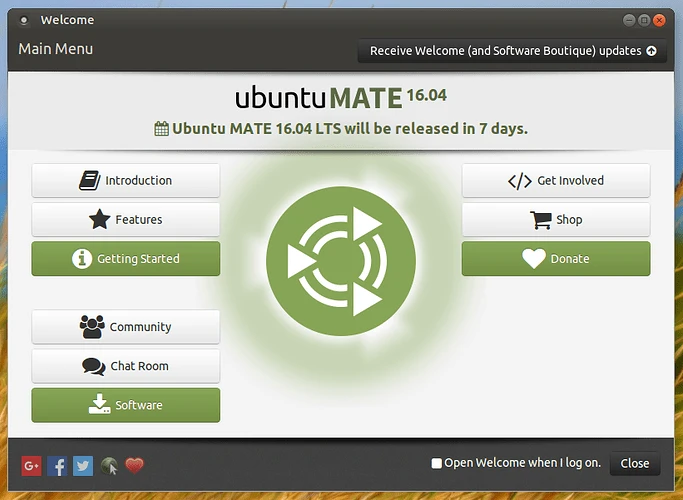 Welcome
Main Menu
Receive Welcome (and Software Boutique) updates
ubuntu MATE 16.04
Ubuntu MATE 16.04 LTS will be released in 7 days.
Introduction
Features
Getting Started
Community
Chat Room
Software
Get Involved
Shop
Donate
G+
f
Open Welcome when I log on.
Close